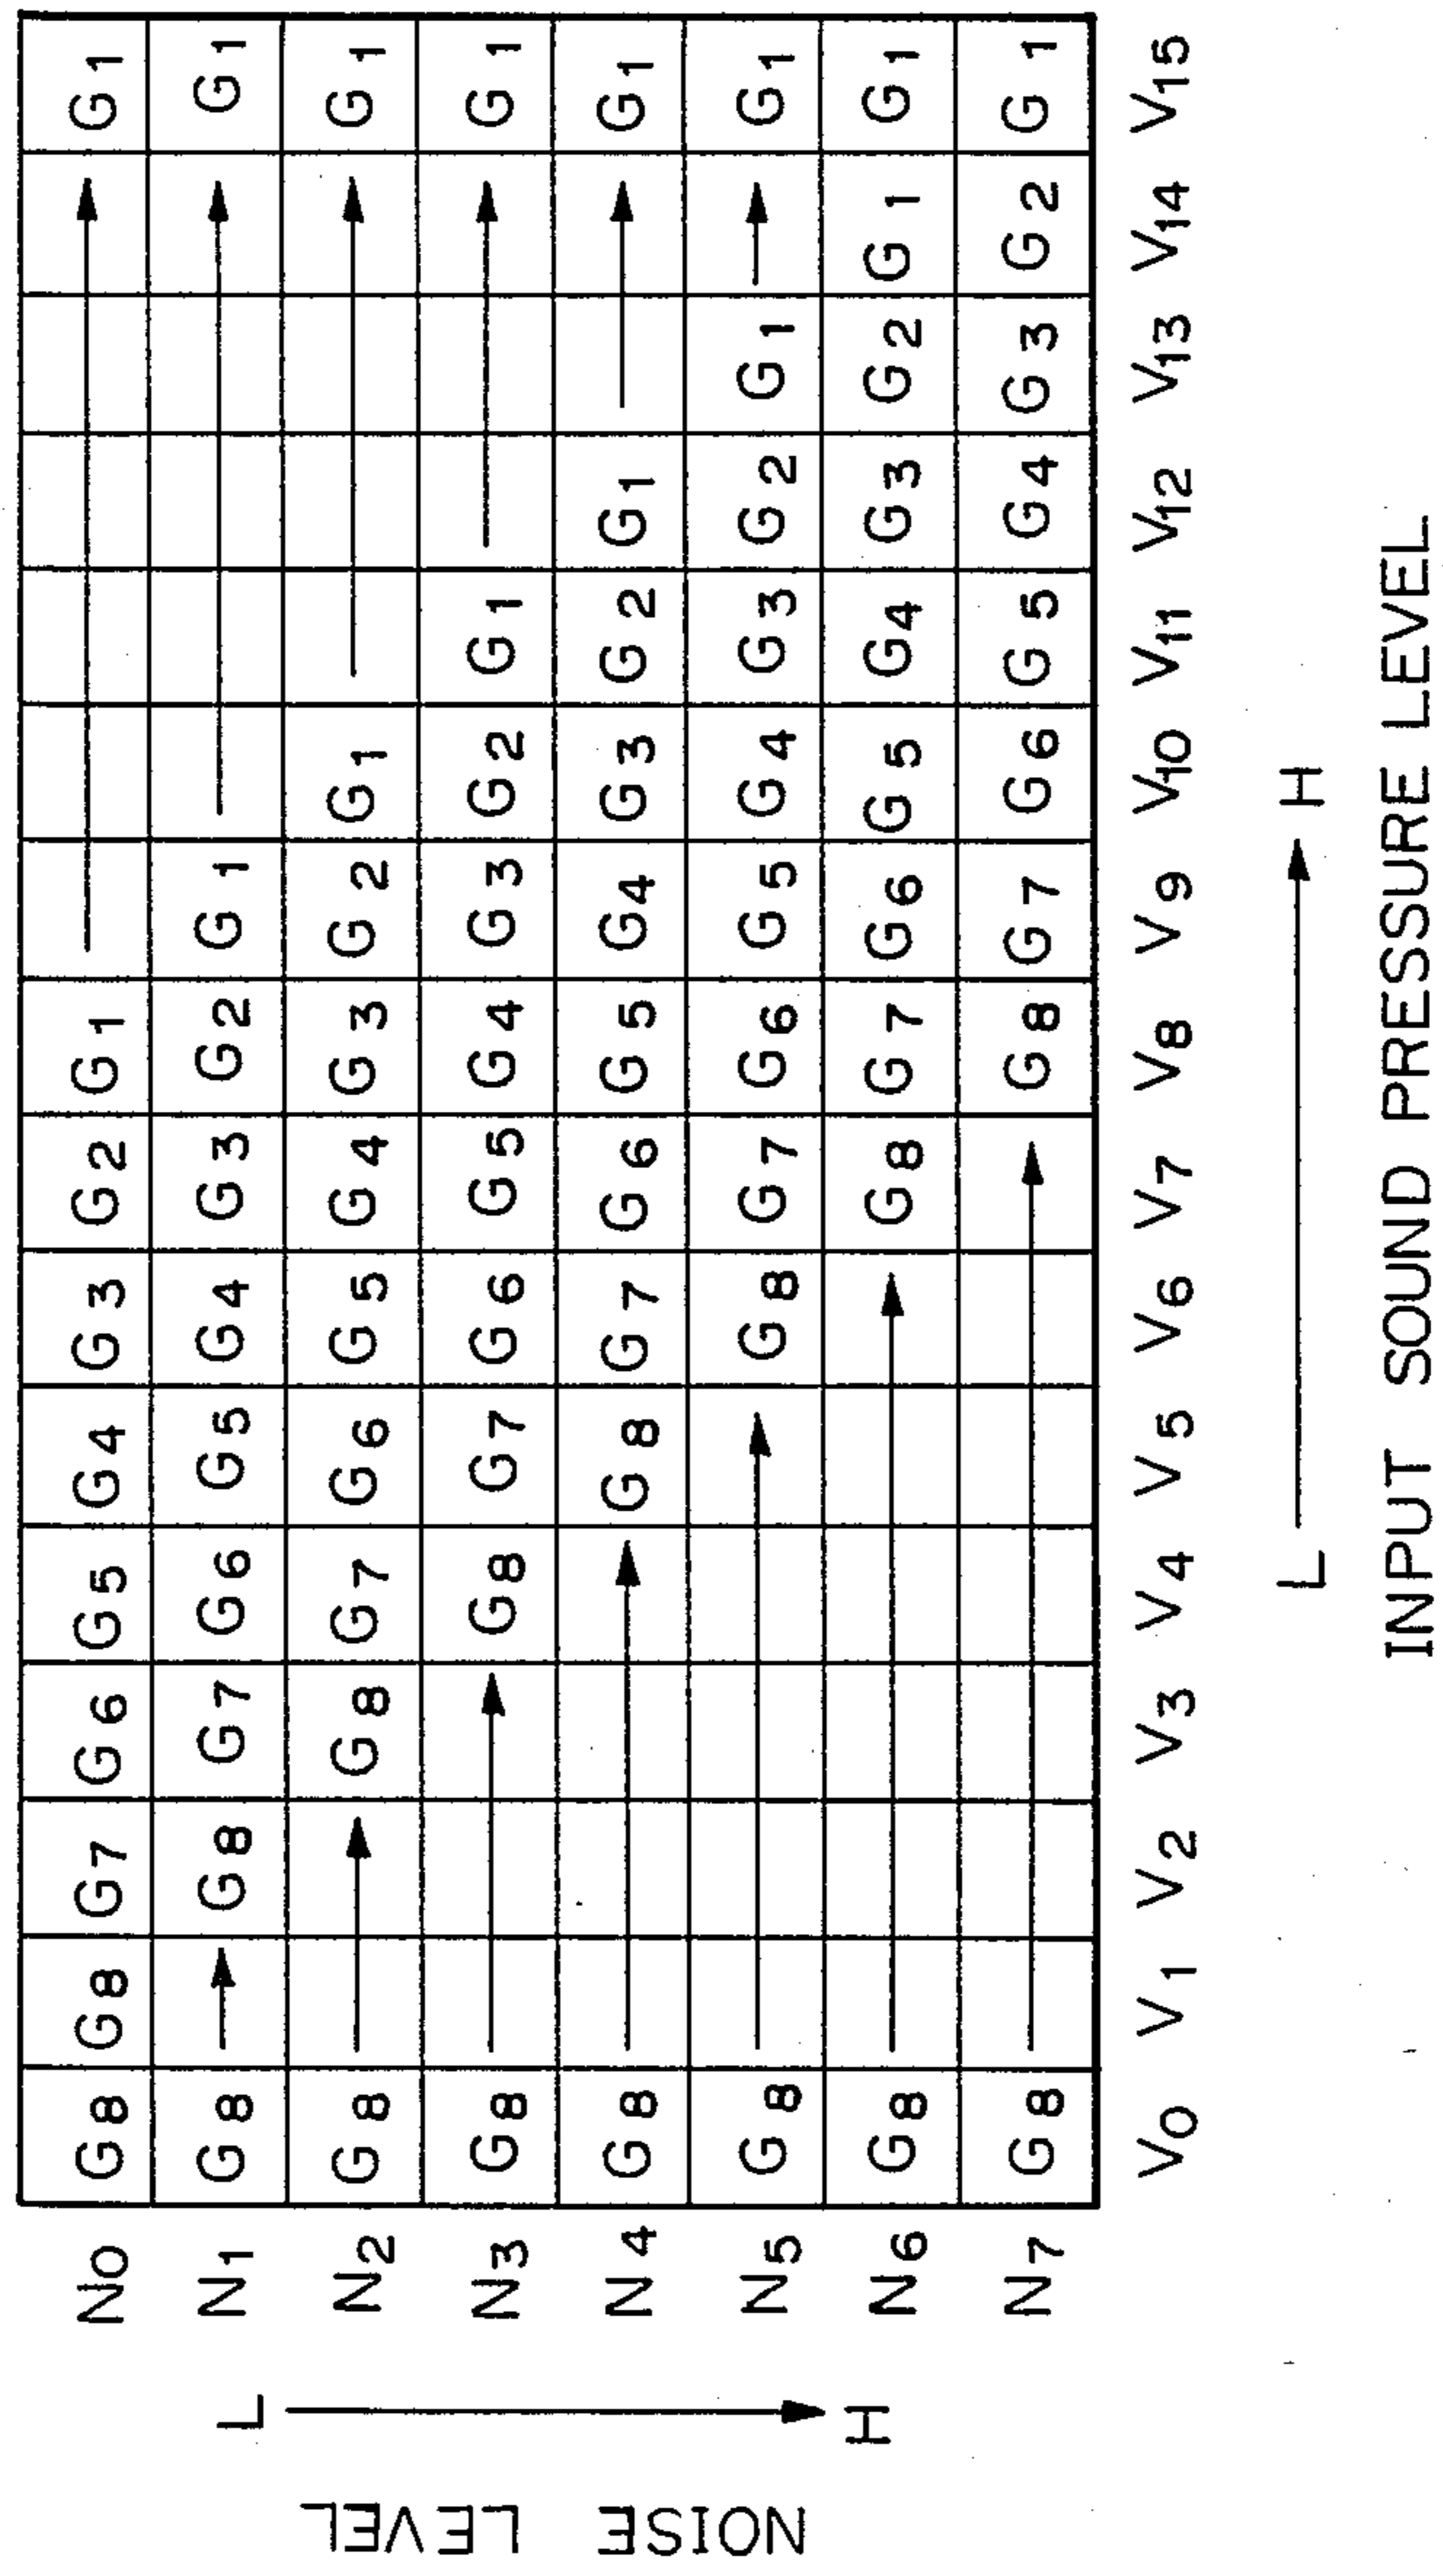 N0 G8 G8 G7 G6 G5 G4 G3 G2 G1 → G1
N1 G8 → G8 G7 G6 G5 G4 G3 G2 G1 → G1
N2 G8 → G8 G7 G6 G5 G4 G3 G2 G1 → G1
N3 G8 → G8 G7 G6 G5 G4 G3 G2 G1 → G1
N4 G8 → G8 G7 G6 G5 G4 G3 G2 G1 → G1
N5 G8 → G8 G7 G6 G5 G4 G3 G2 G1 → G1
N6 G8 → G8 G7 G6 G5 G4 G3 G2 G1 G1
N7 G8 → G8 G7 G6 G5 G4 G3 G2 G1
V0 V1 V2 V3 V4 V5 V6 V7 V8 V9 V10 V11 V12 V13 V14 V15
L → H
INPUT SOUND PRESSURE LEVEL
L → H
NOISE
LEVEL